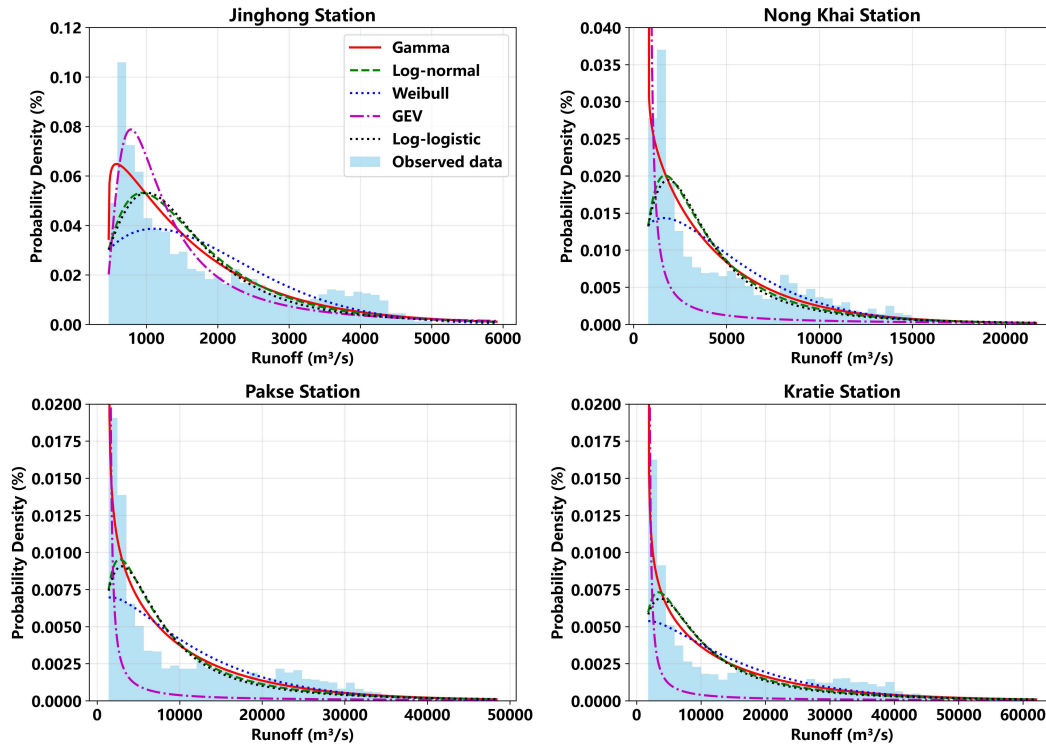 Jinghong Station
Probability Density (%)
0.12
0.10
0.08
0.06
0.04
0.02
0.00
Gamma
Log-normal
Weibull
GEV
Log-logistic
Observed data
1000 2000 3000 4000 5000 6000
Runoff (m³/s)
Nong Khai Station
Probability Density (%)
0.040
0.035
0.030
0.025
0.020
0.015
0.010
0.005
0.000
0 5000 10000 15000 20000
Runoff (m³/s)
Pakse Station
Probability Density (%)
0.0200
0.0175
0.0150
0.0125
0.0100
0.0075
0.0050
0.0025
0.0000
0 10000 20000 30000 40000 50000
Runoff (m³/s)
Kratie Station
Probability Density (%)
0.0200
0.0175
0.0150
0.0125
0.0100
0.0075
0.0050
0.0025
0.0000
0 10000 20000 30000 40000 50000 60000
Runoff (m³/s)